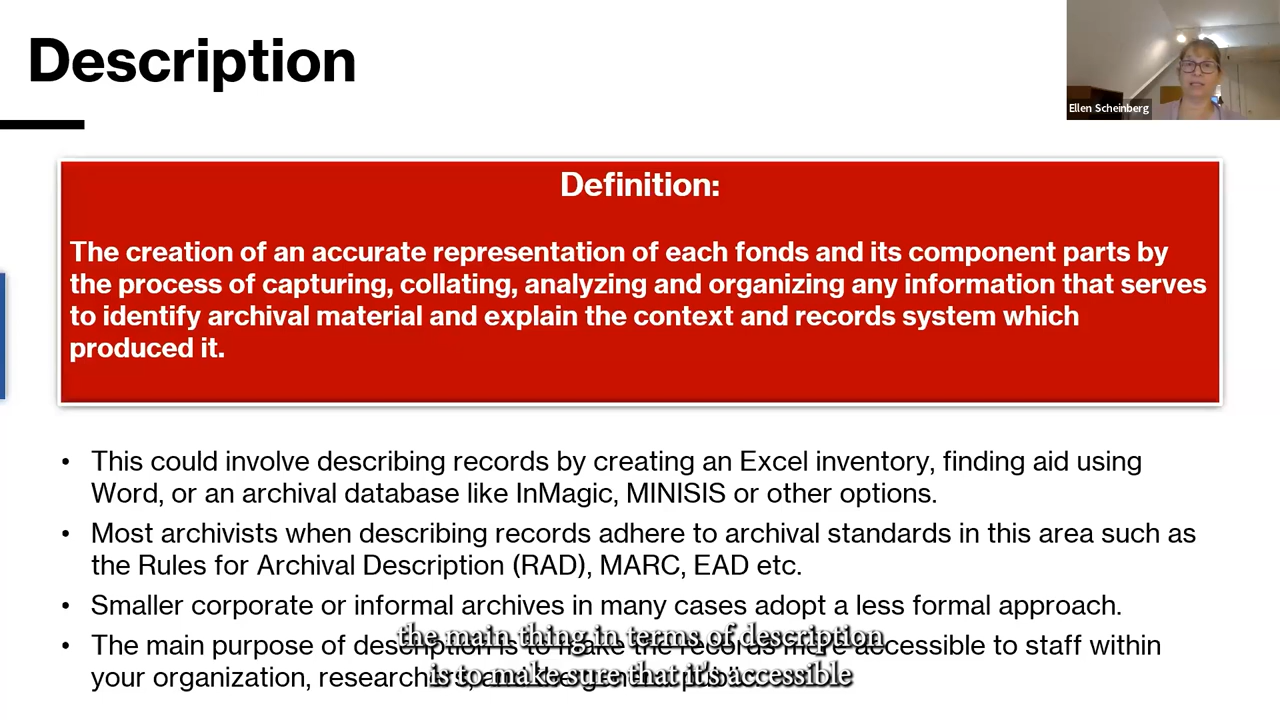 Description
Ellen Scheinberg
Definition:
The creation of an accurate representation of each fonds and its component parts by
the process of capturing, collating, analyzing and organizing any information that serves
to identify archival material and explain the context and records system which
produced it.
• This could involve describing records by creating an Excel inventory, finding aid using
Word, or an archival database like InMagic, MINISIS or other options.
• Most archivists when describing records adhere to archival standards in this area such as
the Rules for Archival Description (RAD), MARC, EAD etc.
• Smaller corporate or informal archives in many cases adopt a less formal approach.
• The main purpose of description is to make the records more accessible to staff within
your organization, researchers, and the general public.
the main thing in terms of description
is to make sure that it's accessible